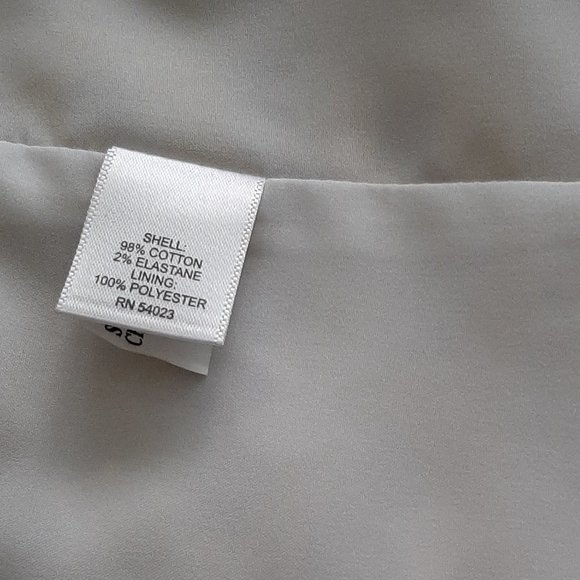 SHELL:
98% COTTON
2% ELASTANE
LINING:
100% POLYESTER
RN 54023